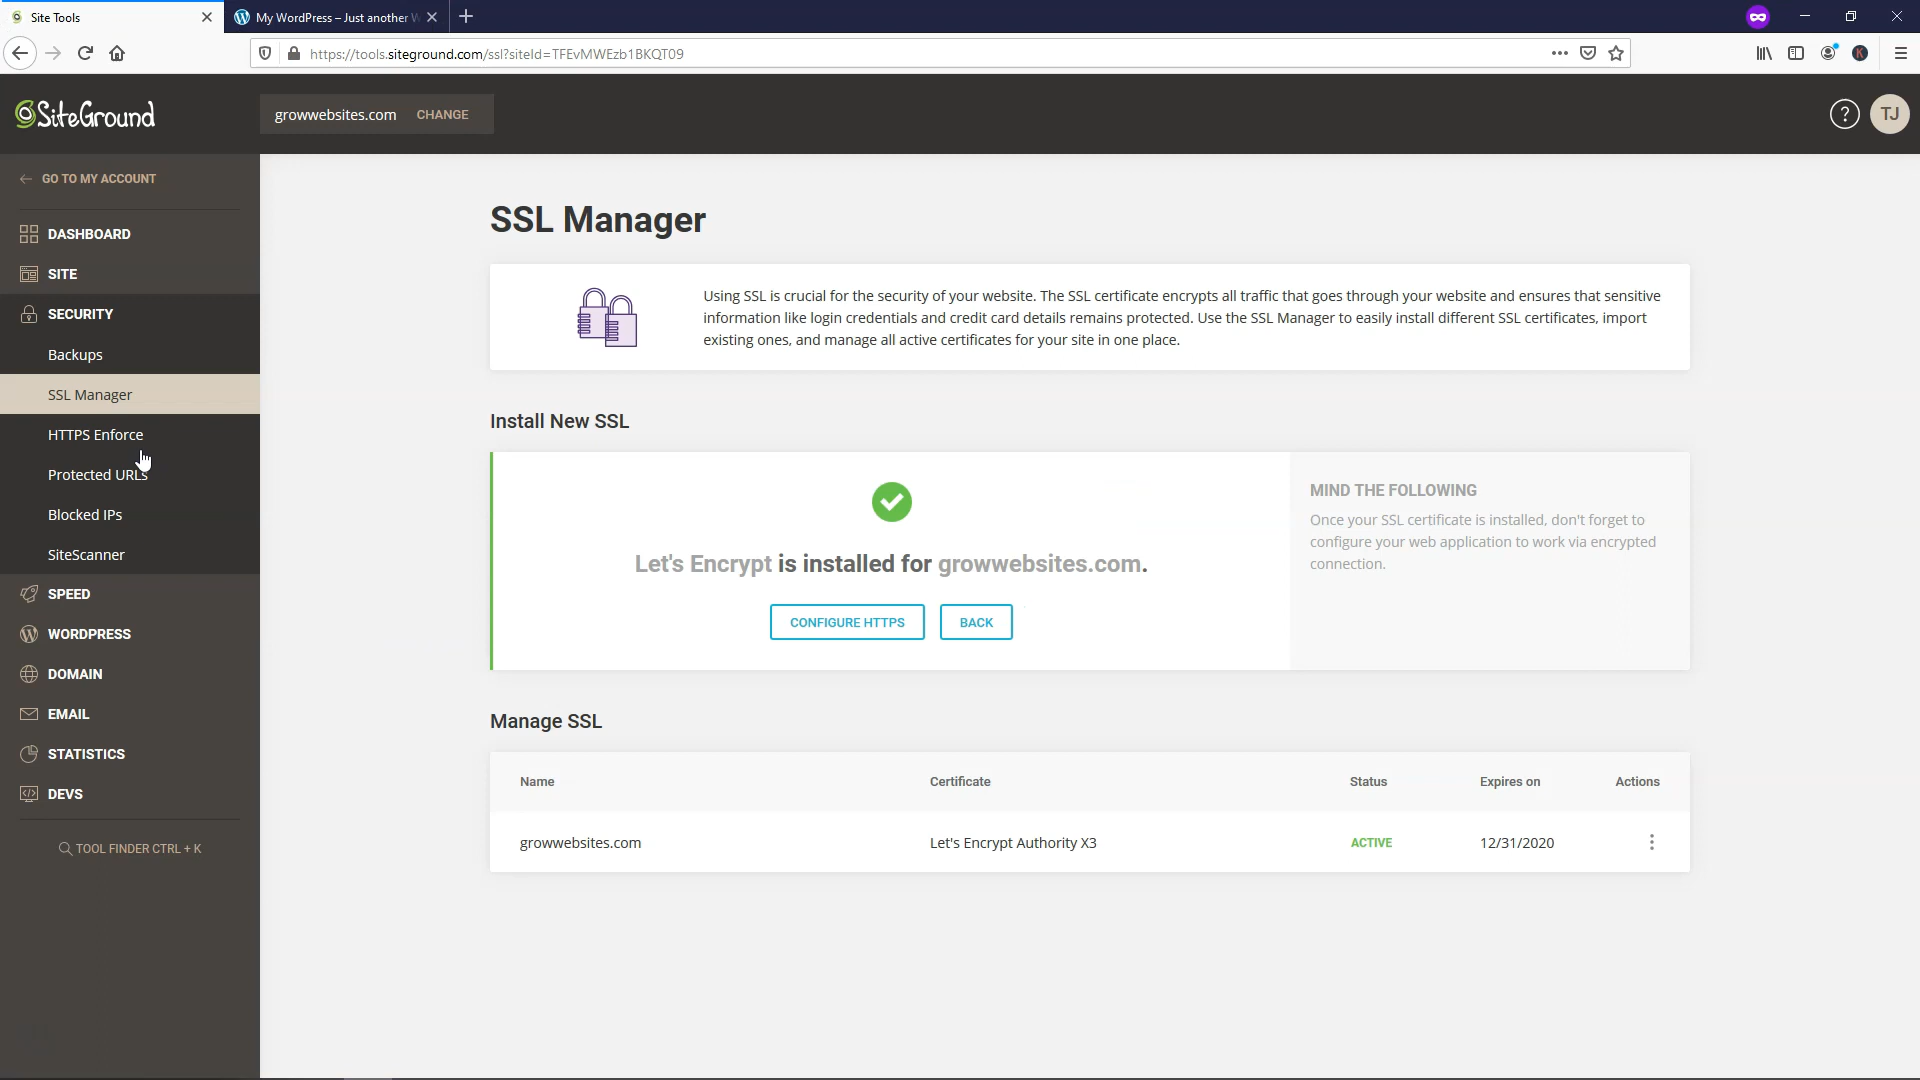 Site Tools
My WordPress – Just another W
https://tools.siteground.com/ssl?siteId=TFEvMWEzb1BKQT09
K
SiteGround
growwebsites.com CHANGE
?
TJ
GO TO MY ACCOUNT
DASHBOARD
SITE
SECURITY
Backups
SSL Manager
HTTPS Enforce
Protected URLs
Blocked IPs
SiteScanner
SPEED
WORDPRESS
DOMAIN
EMAIL
STATISTICS
DEVS
TOOL FINDER CTRL + K
SSL Manager
Using SSL is crucial for the security of your website. The SSL certificate encrypts all traffic that goes through your website and ensures that sensitive
information like login credentials and credit card details remains protected. Use the SSL Manager to easily install different SSL certificates, import
existing ones, and manage all active certificates for your site in one place.
Install New SSL
Let's Encrypt is installed for growwebsites.com.
CONFIGURE HTTPS BACK
MIND THE FOLLOWING
Once your SSL certificate is installed, don't forget to
configure your web application to work via encrypted
connection.
Manage SSL
Name Certificate Status Expires on Actions
growwebsites.com Let's Encrypt Authority X3 ACTIVE 12/31/2020